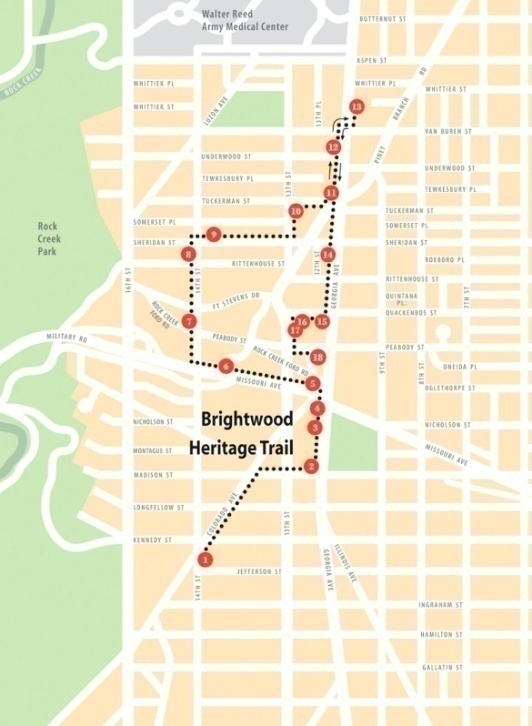 Walter Reed
Army Medical Center
BUTTERNUT ST
ASPEN ST
ROCK CREEK
WHITTIER PL
WHITTIER PL
WHITTIER ST
WHITTIER ST
LUZON AVE
13TH PL
13
PINEY BRANCH RD
VAN BUREN ST
12
UNDERWOOD ST
UNDERWOOD ST
TEWKESBURY PL
TEWKESBURY PL
13TH ST
11
TUCKERMAN ST
TUCKERMAN ST
10
SOMERSET PL
SOMERSET PL
Rock
Creek
Park
9
SHERIDAN ST
SHERIDAN ST
8
14
RITTENHOUSE ST
ROXBORO PL
16TH ST
14TH ST
12TH ST
GEORGIA AVE
RITTENHOUSE ST
FT STEVENS DR
QUINTANA
PL
7TH ST
ROCK CREEK
FORD RD
7
16
15
17
QUACKENBOS ST
MILITARY RD
PEABODY ST
ROCK CREEK FORD RD
18
PEABODY ST
9TH ST
8TH ST
6
MISSOURI AVE
5
ONEIDA PL
OGLETHORPE ST
4
Brightwood
Heritage Trail
3
NICHOLSON ST
NICHOLSON ST
MONTAGUE ST
MISSOURI AVE
2
MADISON ST
LONGFELLOW ST
COLORADO AVE
13TH ST
KENNEDY ST
1
14TH ST
JEFFERSON ST
GEORGIA AVE
ILLINOIS AVE
INGRAHAM ST
HAMILTON ST
GALLATIN ST